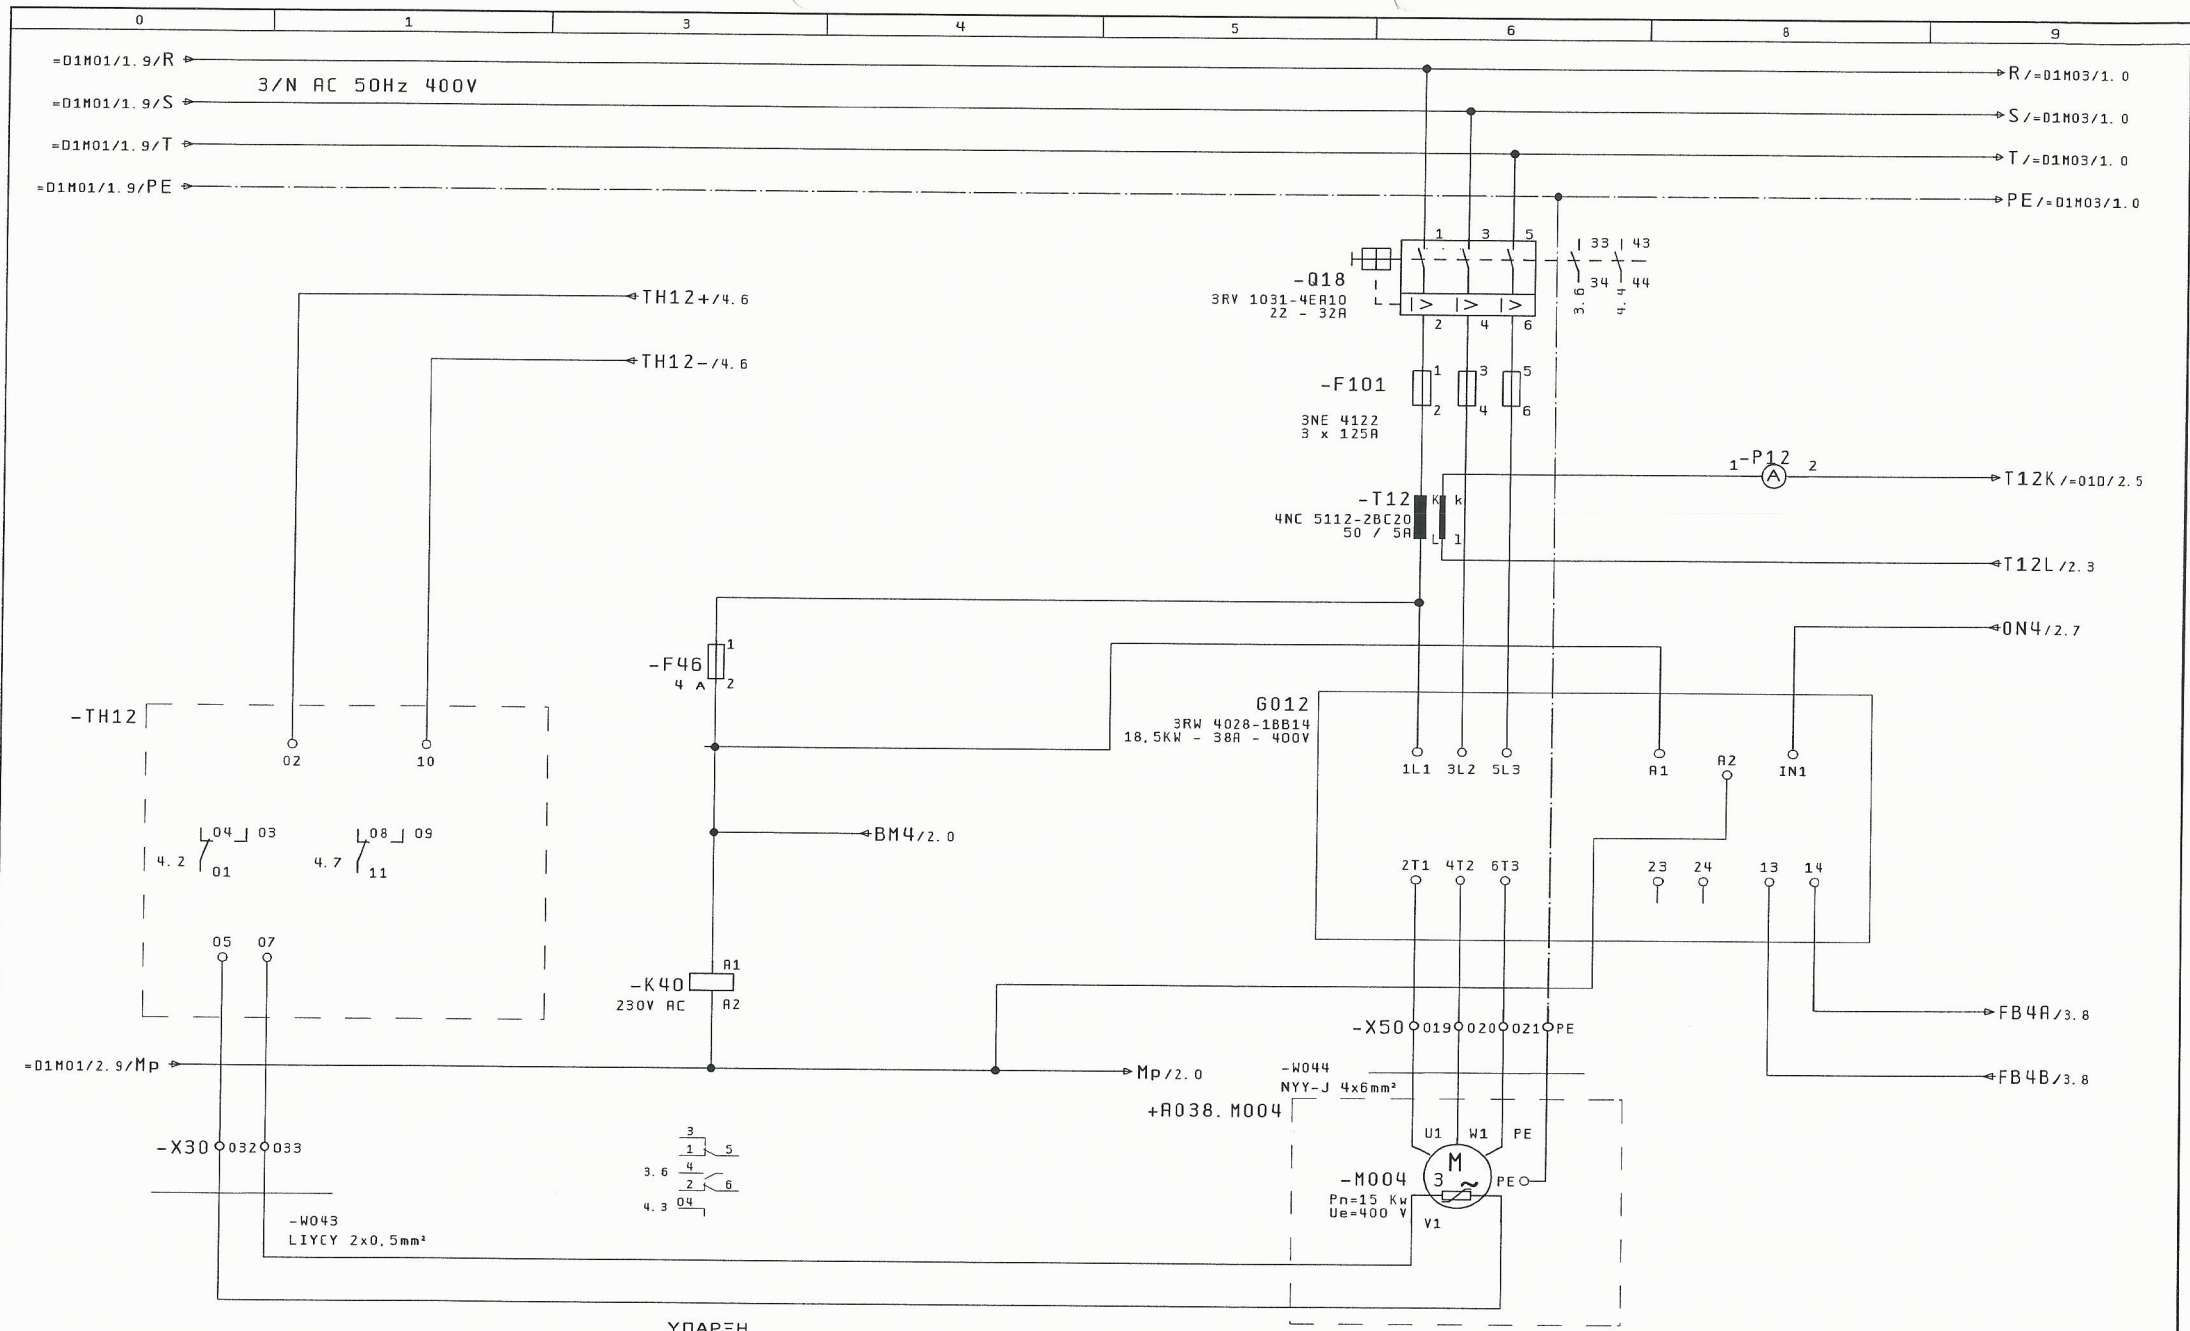 0 1 3 4 5 6 8 9
=D1M01/1.9/R
R/=D1M03/1.0
3/N AC 50Hz 400V
=D1M01/1.9/S
S/=D1M03/1.0
=D1M01/1.9/T
T/=D1M03/1.0
=D1M01/1.9/PE
PE/=D1M03/1.0
1 3 5
33 43
-Q18
3RV 1031-4EA10
22 - 32A
34 44
3.6 4.4
2 4 6
TH12+/4.6
TH12-/4.6
-F101
1 3 5
2 4 6
3NE 4122
3 x 125A
1 -P12 2
A
T12K/=01D/2.5
-T12 K k
4NC 5112-2BC20
50 / 5A L l
T12L/2.3
ON4/2.7
-F46 1
4 A 2
-TH12
02 10
G012
3RW 4028-1BB14
18,5KW - 38A - 400V
1L1 3L2 5L3 A1 A2 IN1
04 03 08 09
4.2 01 4.7 11
BM4/2.0
2T1 4T2 6T3 23 24 13 14
05 07
-K40 A1
230V AC A2
FB4A/3.8
-X50 019 020 021 PE
=D1M01/2.9/Mp
Mp/2.0
-W044
NYY-J 4x6mm²
FB4B/3.8
+A038.M004
-X30 032 033
3
1 5
3.6 4
2 6
4.3 04
U1 W1 PE
M
3 ~
-M004
PE
Pn=15 Kw
Ue=400 V
V1
-W043
LIYCY 2x0,5mm²
ΥΠΑΡΞΗ